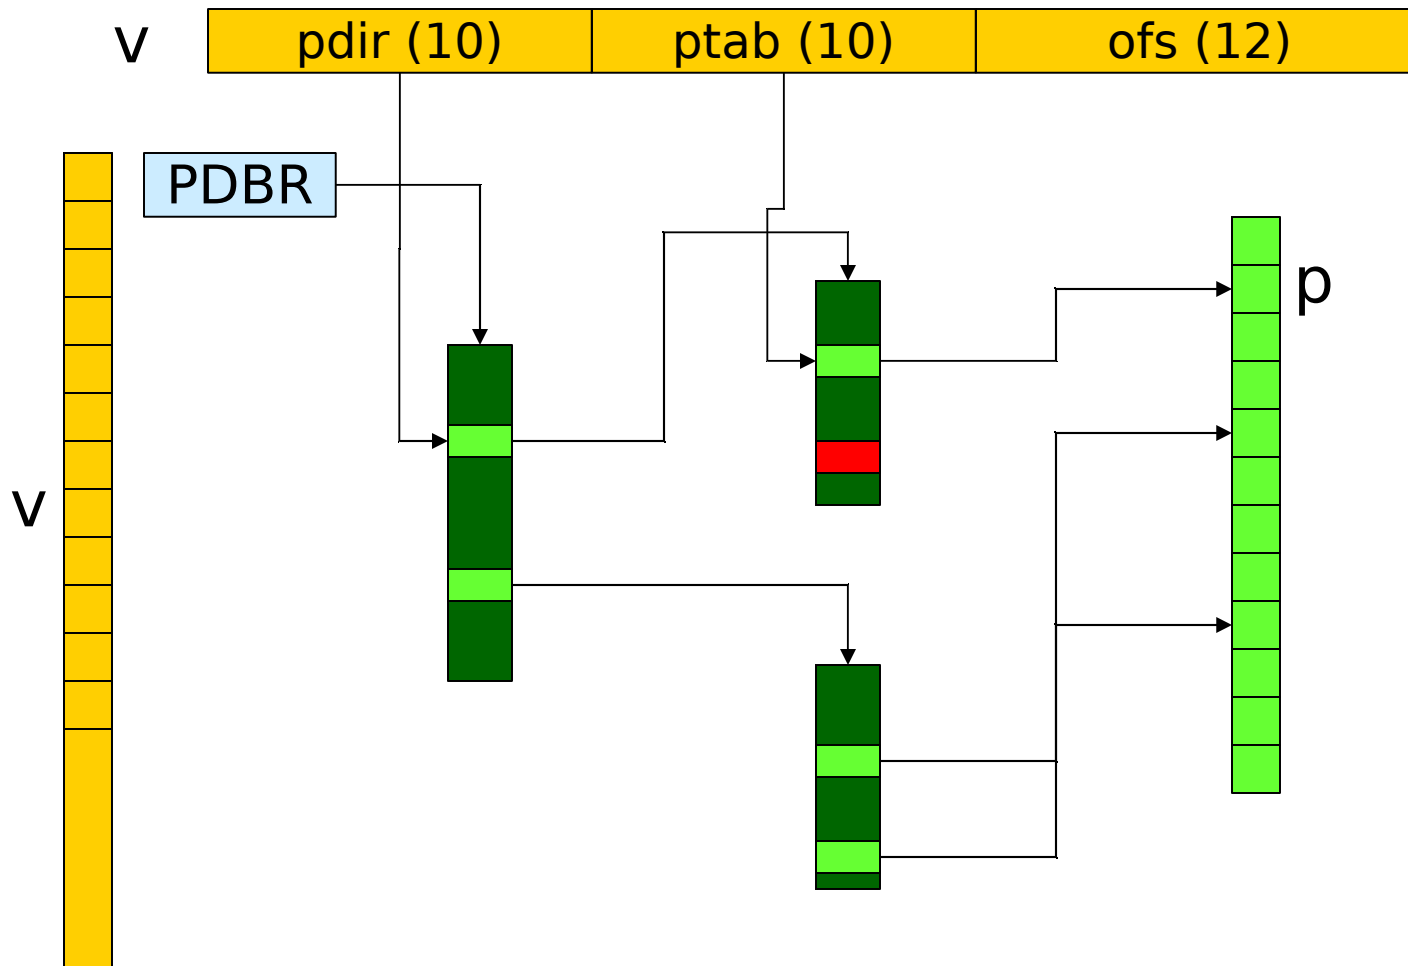 v
pdir (10)
ptab (10)
ofs (12)
PDBR
p
v